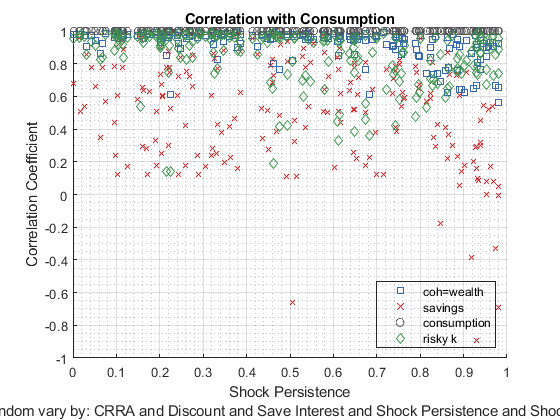 Correlation with Consumption
Correlation Coefficient
1
0.8
0.6
0.4
0.2
0
-0.2
-0.4
-0.6
-0.8
-1
coh=wealth
savings
consumption
risky k
0 0.1 0.2 0.3 0.4 0.5 0.6 0.7 0.8 0.9 1
Shock Persistence
ndom vary by: CRRA and Discount and Save Interest and Shock Persistence and Shoc